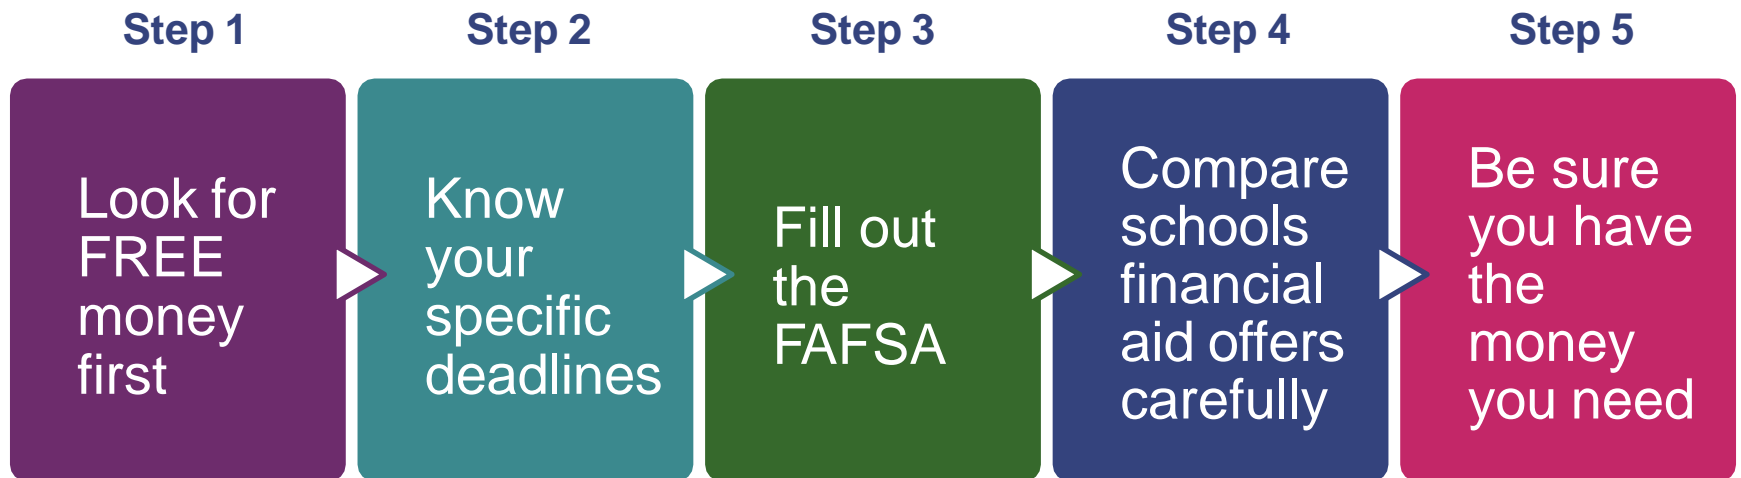 Step 1
Look for
FREE
money
first
Step 2
Know
your
specific
deadlines
Step 3
Fill out
the
FAFSA
Step 4
Compare
schools
financial
aid offers
carefully
Step 5
Be sure
you have
the
money
you need